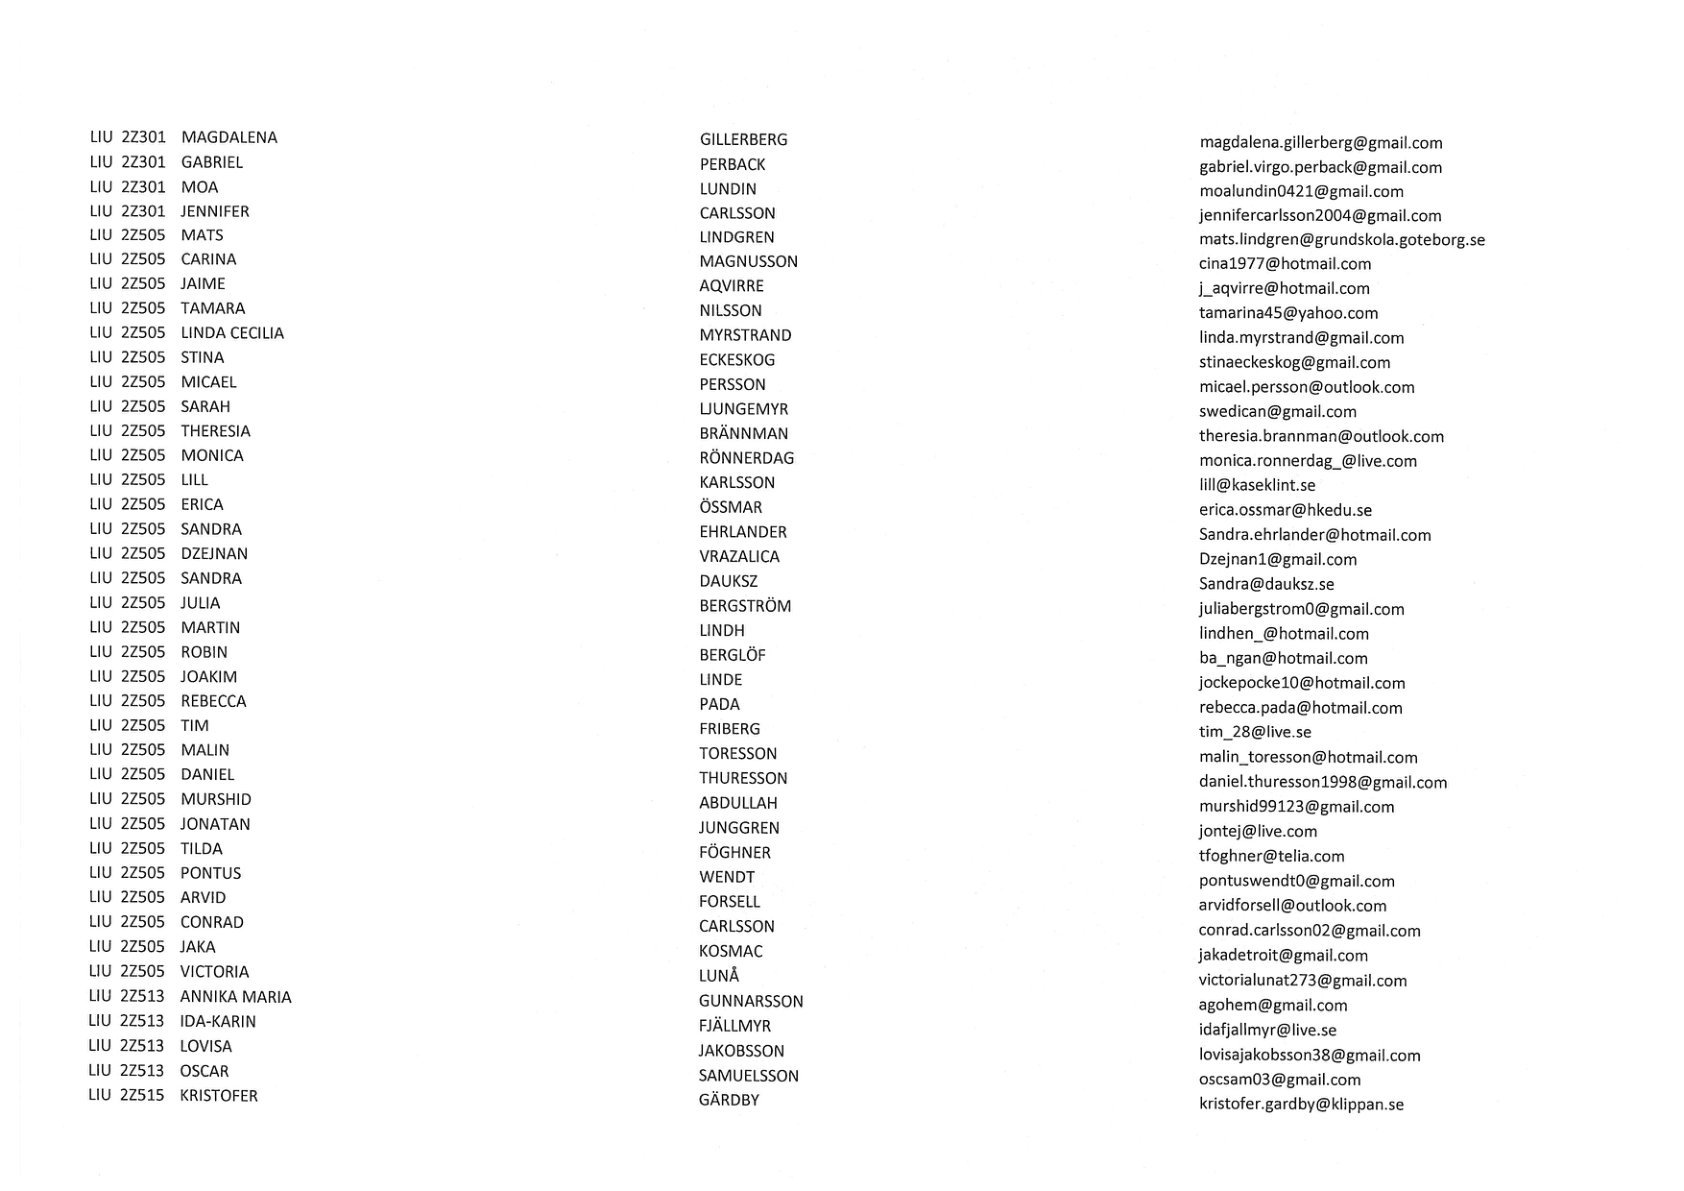 LIU 2Z301 MAGDALENA GILLERBERG magdalena.gillerberg@gmail.com
LIU 2Z301 GABRIEL PERBACK gabriel.virgo.perback@gmail.com
LIU 2Z301 MOA LUNDIN moalundin0421@gmail.com
LIU 2Z301 JENNIFER CARLSSON jennifercarlsson2004@gmail.com
LIU 2Z505 MATS LINDGREN mats.lindgren@grundskola.goteborg.se
LIU 2Z505 CARINA MAGNUSSON cina1977@hotmail.com
LIU 2Z505 JAIME AQVIRRE j_aqvirre@hotmail.com
LIU 2Z505 TAMARA NILSSON tamarina45@yahoo.com
LIU 2Z505 LINDA CECILIA MYRSTRAND linda.myrstrand@gmail.com
LIU 2Z505 STINA ECKESKOG stinaeckeskog@gmail.com
LIU 2Z505 MICAEL PERSSON micael.persson@outlook.com
LIU 2Z505 SARAH LJUNGEMYR swedican@gmail.com
LIU 2Z505 THERESIA BRÄNNMAN theresia.brannman@outlook.com
LIU 2Z505 MONICA RÖNNERDAG monica.ronnerdag_@live.com
LIU 2Z505 LILL KARLSSON lill@kaseklint.se
LIU 2Z505 ERICA ÖSSMAR erica.ossmar@hkedu.se
LIU 2Z505 SANDRA EHRLANDER Sandra.ehrlander@hotmail.com
LIU 2Z505 DZEJNAN VRAZALICA Dzejnan1@gmail.com
LIU 2Z505 SANDRA DAUKSZ Sandra@dauksz.se
LIU 2Z505 JULIA BERGSTRÖM juliabergstrom0@gmail.com
LIU 2Z505 MARTIN LINDH lindhen_@hotmail.com
LIU 2Z505 ROBIN BERGLÖF ba_ngan@hotmail.com
LIU 2Z505 JOAKIM LINDE jockepocke10@hotmail.com
LIU 2Z505 REBECCA PADA rebecca.pada@hotmail.com
LIU 2Z505 TIM FRIBERG tim_28@live.se
LIU 2Z505 MALIN TORESSON malin_toresson@hotmail.com
LIU 2Z505 DANIEL THURESSON daniel.thuresson1998@gmail.com
LIU 2Z505 MURSHID ABDULLAH murshid99123@gmail.com
LIU 2Z505 JONATAN JUNGGREN jontej@live.com
LIU 2Z505 TILDA FÖGHNER tfoghner@telia.com
LIU 2Z505 PONTUS WENDT pontuswendt0@gmail.com
LIU 2Z505 ARVID FORSELL arvidforsell@outlook.com
LIU 2Z505 CONRAD CARLSSON conrad.carlsson02@gmail.com
LIU 2Z505 JAKA KOSMAC jakadetroit@gmail.com
LIU 2Z505 VICTORIA LUNÅ victorialunat273@gmail.com
LIU 2Z513 ANNIKA MARIA GUNNARSSON agohem@gmail.com
LIU 2Z513 IDA-KARIN FJÄLLMYR idafjallmyr@live.se
LIU 2Z513 LOVISA JAKOBSSON lovisajakobsson38@gmail.com
LIU 2Z513 OSCAR SAMUELSSON oscsam03@gmail.com
LIU 2Z515 KRISTOFER GÄRDBY kristofer.gardby@klippan.se